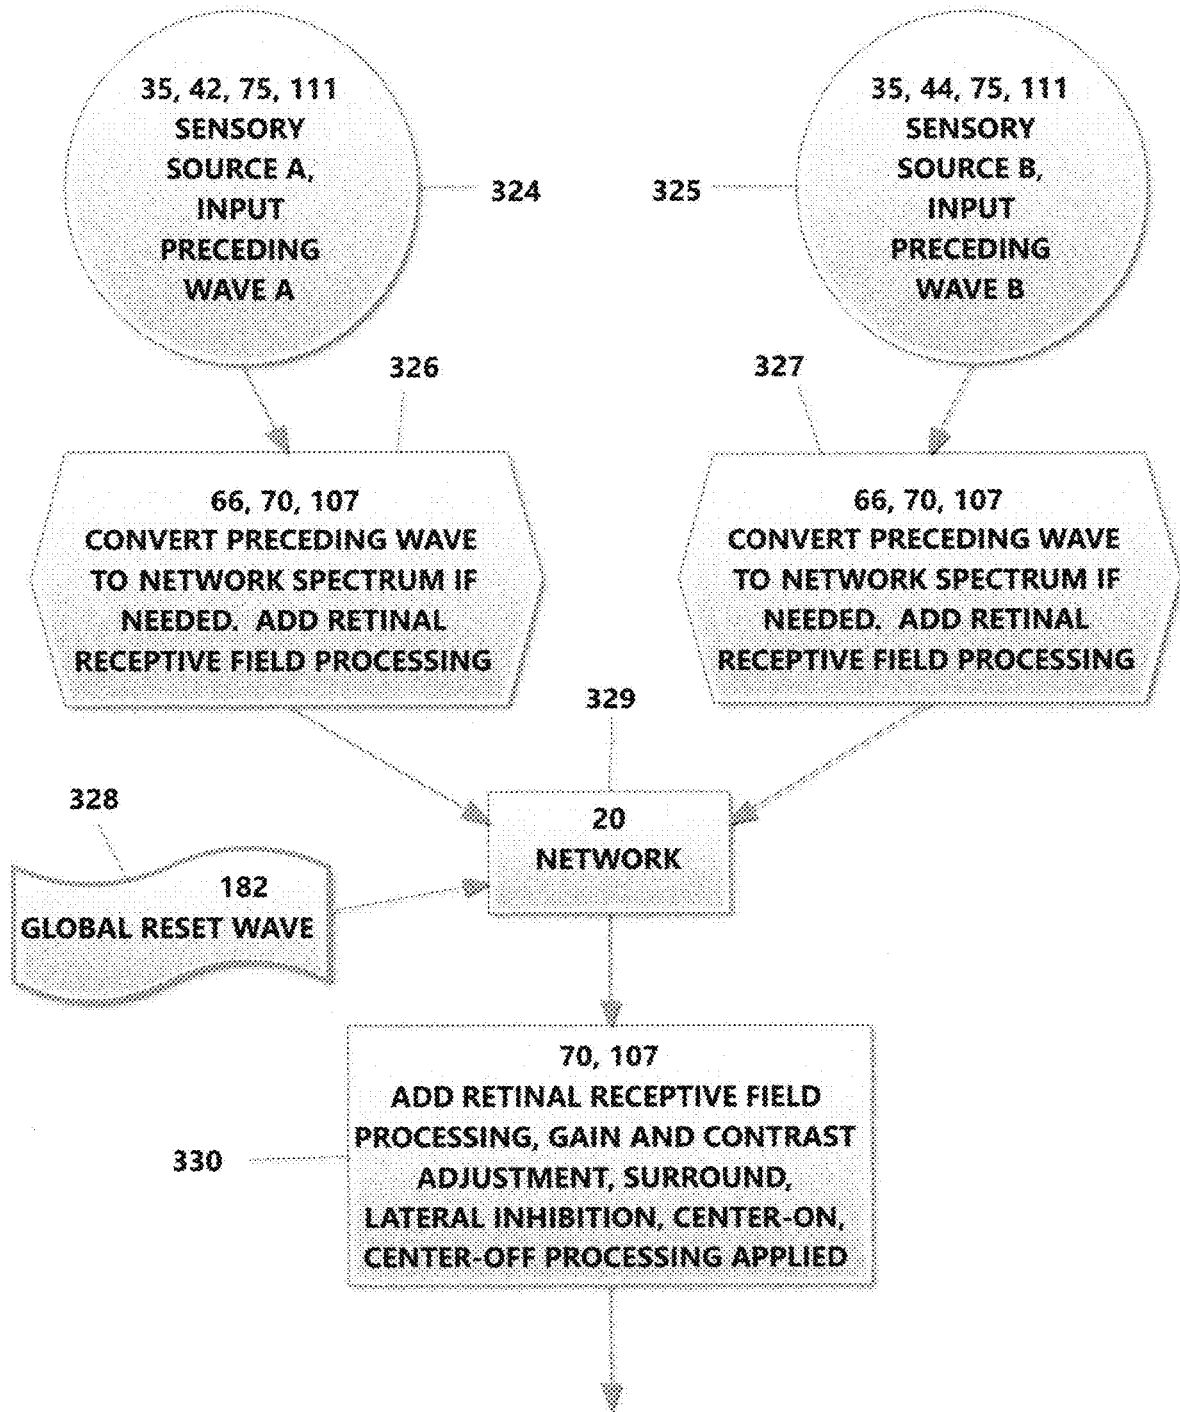 35, 42, 75, 111
SENSORY
SOURCE A,
INPUT
PRECEDING
WAVE A
324
35, 44, 75, 111
SENSORY
SOURCE B,
INPUT
PRECEDING
WAVE B
325
326
66, 70, 107
CONVERT PRECEDING WAVE
TO NETWORK SPECTRUM IF
NEEDED. ADD RETINAL
RECEPTIVE FIELD PROCESSING
327
66, 70, 107
CONVERT PRECEDING WAVE
TO NETWORK SPECTRUM IF
NEEDED. ADD RETINAL
RECEPTIVE FIELD PROCESSING
329
20
NETWORK
328
182
GLOBAL RESET WAVE
330
70, 107
ADD RETINAL RECEPTIVE FIELD
PROCESSING, GAIN AND CONTRAST
ADJUSTMENT, SURROUND,
LATERAL INHIBITION, CENTER-ON,
CENTER-OFF PROCESSING APPLIED